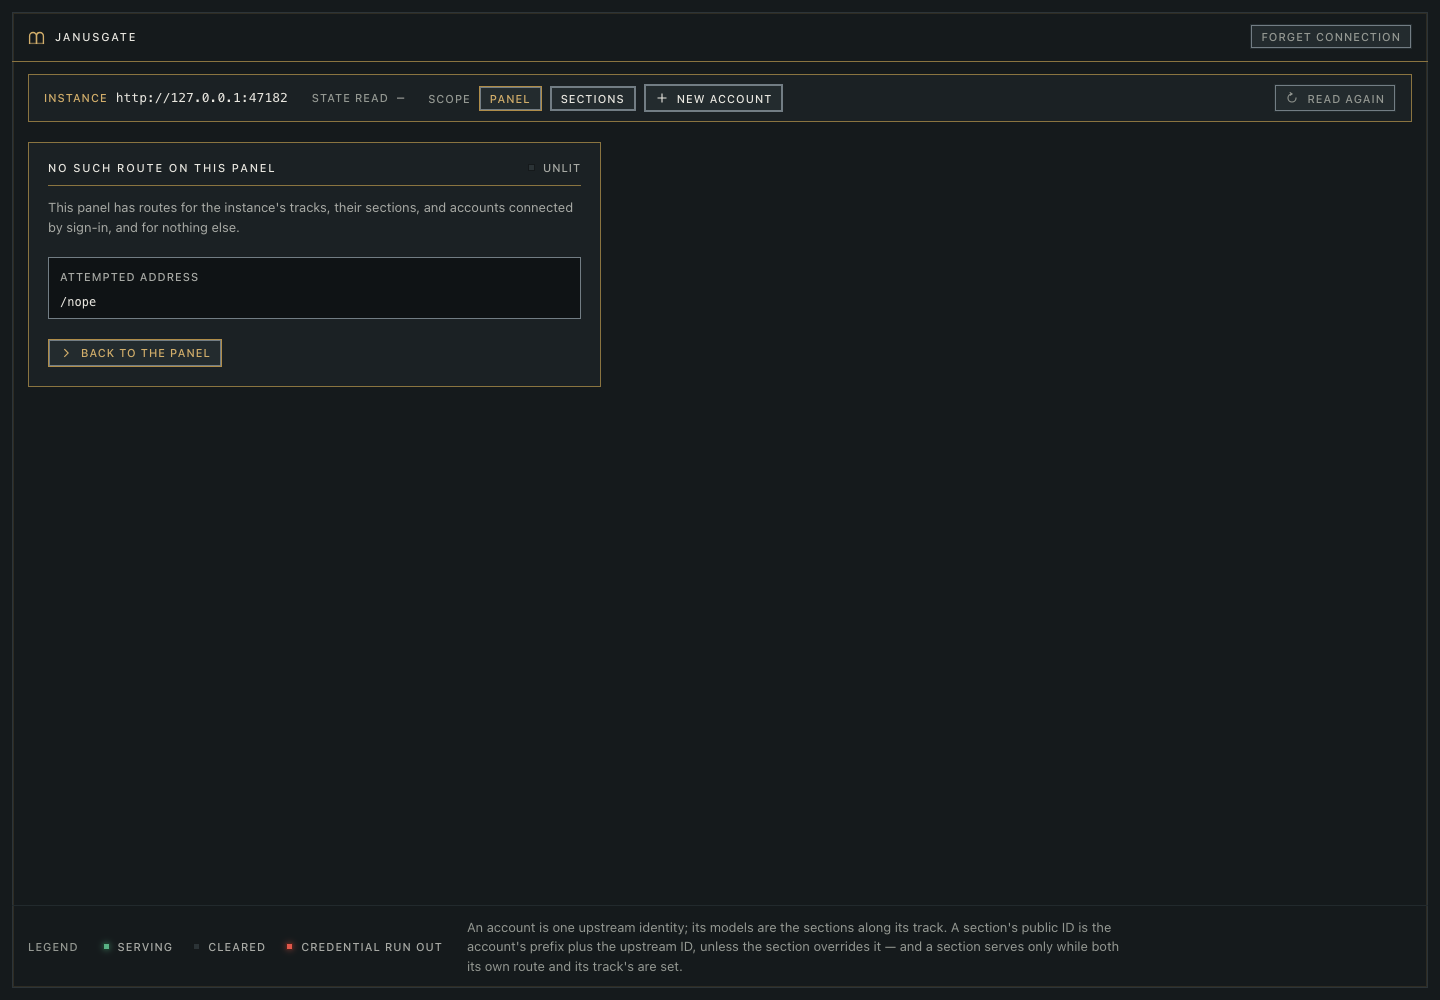 JANUSGATE
FORGET CONNECTION
INSTANCE http://127.0.0.1:47182 STATE READ — SCOPE PANEL SECTIONS + NEW ACCOUNT READ AGAIN
NO SUCH ROUTE ON THIS PANEL UNLIT
This panel has routes for the instance's tracks, their sections, and accounts connected
by sign-in, and for nothing else.
ATTEMPTED ADDRESS
/nope
BACK TO THE PANEL
LEGEND SERVING CLEARED CREDENTIAL RUN OUT
An account is one upstream identity; its models are the sections along its track. A section's public ID is the
account's prefix plus the upstream ID, unless the section overrides it — and a section serves only while both
its own route and its track's are set.